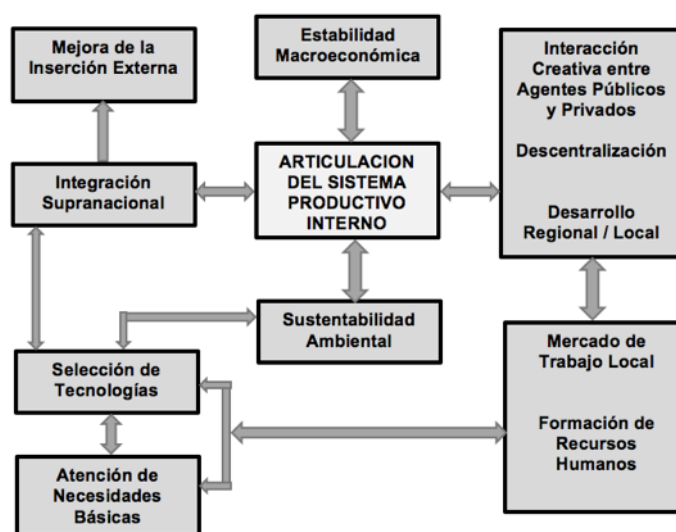 Mejora de la
Inserción Externa
Estabilidad
Macroeconómica
Interacción
Creativa entre
Agentes Públicos
y Privados
Descentralización
Desarrollo
Regional / Local
Integración
Supranacional
ARTICULACION
DEL SISTEMA
PRODUCTIVO
INTERNO
Sustentabilidad
Ambiental
Selección de
Tecnologías
Mercado de
Trabajo Local
Formación de
Recursos
Humanos
Atención de
Necesidades
Básicas